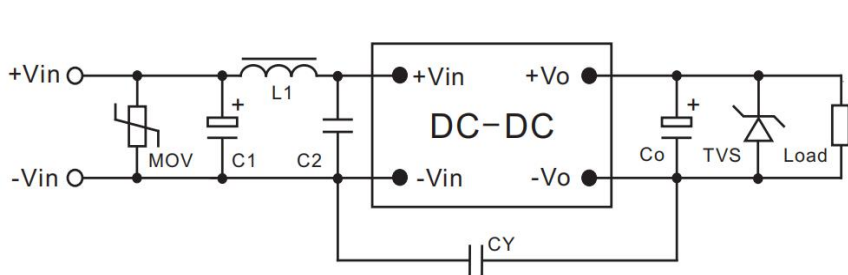 +Vin
-Vin
MOV
+
C1
L1
C2
+Vin
-Vin
DC-DC
+Vo
-Vo
+
Co
TVS
Load
CY